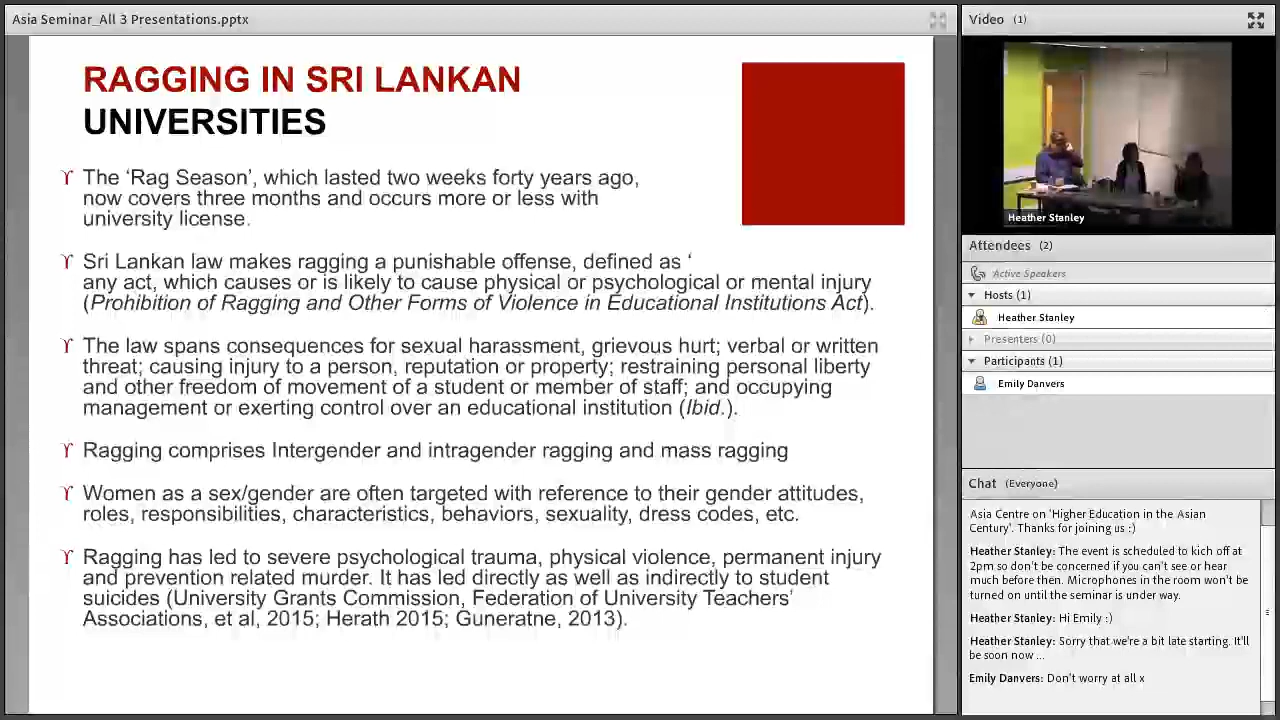 Asia Seminar_All 3 Presentations.pptx
RAGGING IN SRI LANKAN
UNIVERSITIES
The ‘Rag Season’, which lasted two weeks forty years ago,
now covers three months and occurs more or less with
university license.
Sri Lankan law makes ragging a punishable offense, defined as ‘
any act, which causes or is likely to cause physical or psychological or mental injury
(Prohibition of Ragging and Other Forms of Violence in Educational Institutions Act).
The law spans consequences for sexual harassment, grievous hurt; verbal or written
threat; causing injury to a person, reputation or property; restraining personal liberty
and other freedom of movement of a student or member of staff; and occupying
management or exerting control over an educational institution (Ibid.).
Ragging comprises Intergender and intragender ragging and mass ragging
Women as a sex/gender are often targeted with reference to their gender attitudes,
roles, responsibilities, characteristics, behaviors, sexuality, dress codes, etc.
Ragging has led to severe psychological trauma, physical violence, permanent injury
and prevention related murder. It has led directly as well as indirectly to student
suicides (University Grants Commission, Federation of University Teachers’
Associations, et al, 2015; Herath 2015; Guneratne, 2013).
Video (1)
Heather Stanley
Attendees (2)
Active Speakers
Hosts (1)
Heather Stanley
Presenters (0)
Participants (1)
Emily Danvers
Chat (Everyone)
Asia Centre on 'Higher Education in the Asian
Century'. Thanks for joining us :)
Heather Stanley: The event is scheduled to kick off at
2pm so don't be concerned if you can't see or hear
much before then. Microphones in the room won't be
turned on until the seminar is under way.
Heather Stanley: Hi Emily :)
Heather Stanley: Sorry that we're a bit late starting. It'll
be soon now ...
Emily Danvers: Don't worry at all x